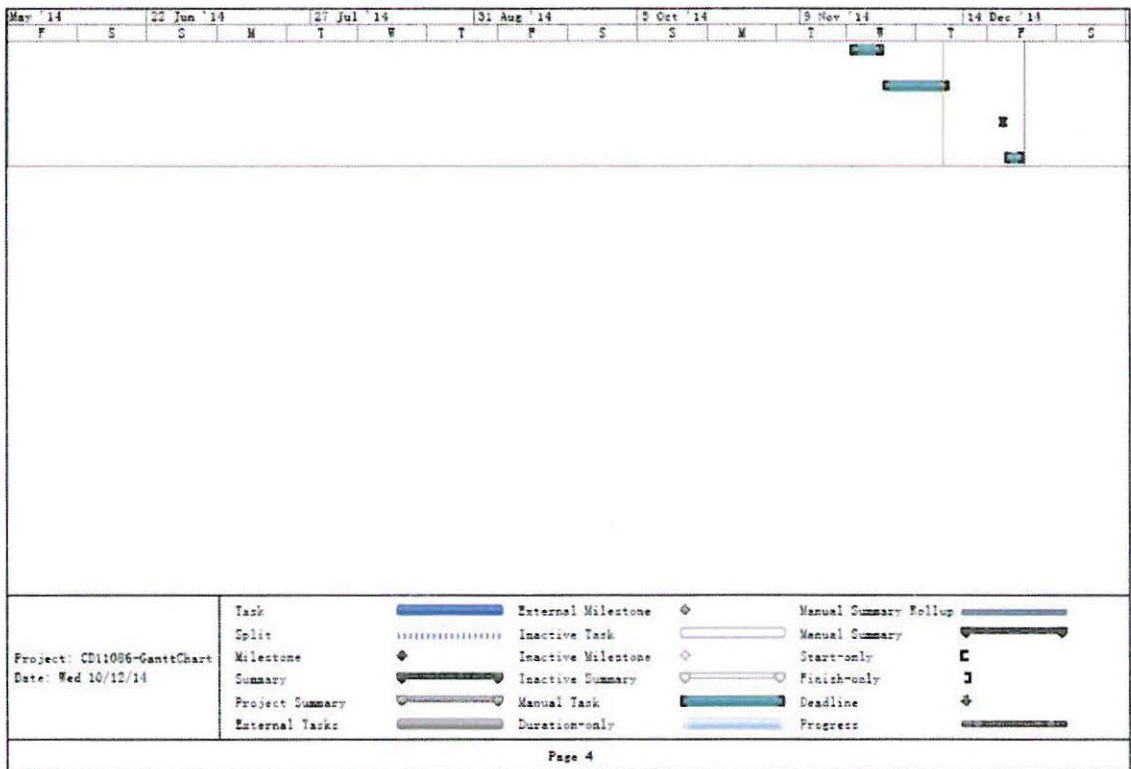 May '14 22 Jun '14 27 Jul '14 31 Aug '14 5 Oct '14 9 Nov '14 14 Dec '14
F S S M T W T F S S M T W T F S
Task External Milestone Manual Summary Rollup
Split Inactive Task Manual Summary
Project: CD11086-GanttChart Milestone Inactive Milestone Start-only
Date: Wed 10/12/14 Summary Inactive Summary Finish-only
Project Summary Manual Task Deadline
External Tasks Duration-only Progress
Page 4